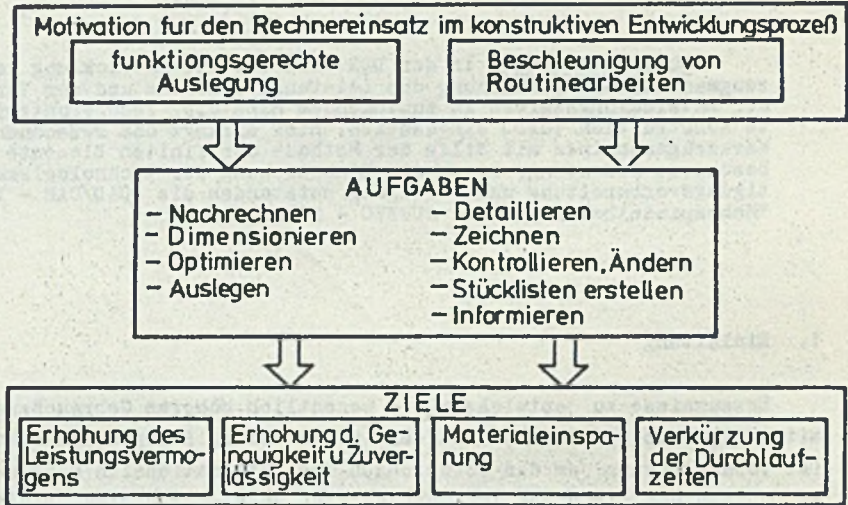 Motivation fur den Rechnereinsatz im konstruktiven Entwicklungsprozeß
funktiongsgerechte
Auslegung
Beschleunigung von
Routinearbeiten
AUFGABEN
– Nachrechnen
– Dimensionieren
– Optimieren
– Auslegen
– Detaillieren
– Zeichnen
– Kontrollieren, Ändern
– Stücklisten erstellen
– Informieren
ZIELE
Erhohung des
Leistungsvermo-
gens
Erhohung d. Ge-
nauigkeit u Zuver-
lässigkeit
Materialeinspa-
rung
Verkürzung
der Durchlauf-
zeiten